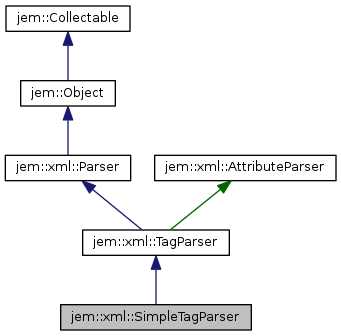 jem::Collectable
jem::Object
jem::xml::Parser
jem::xml::AttributeParser
jem::xml::TagParser
jem::xml::SimpleTagParser